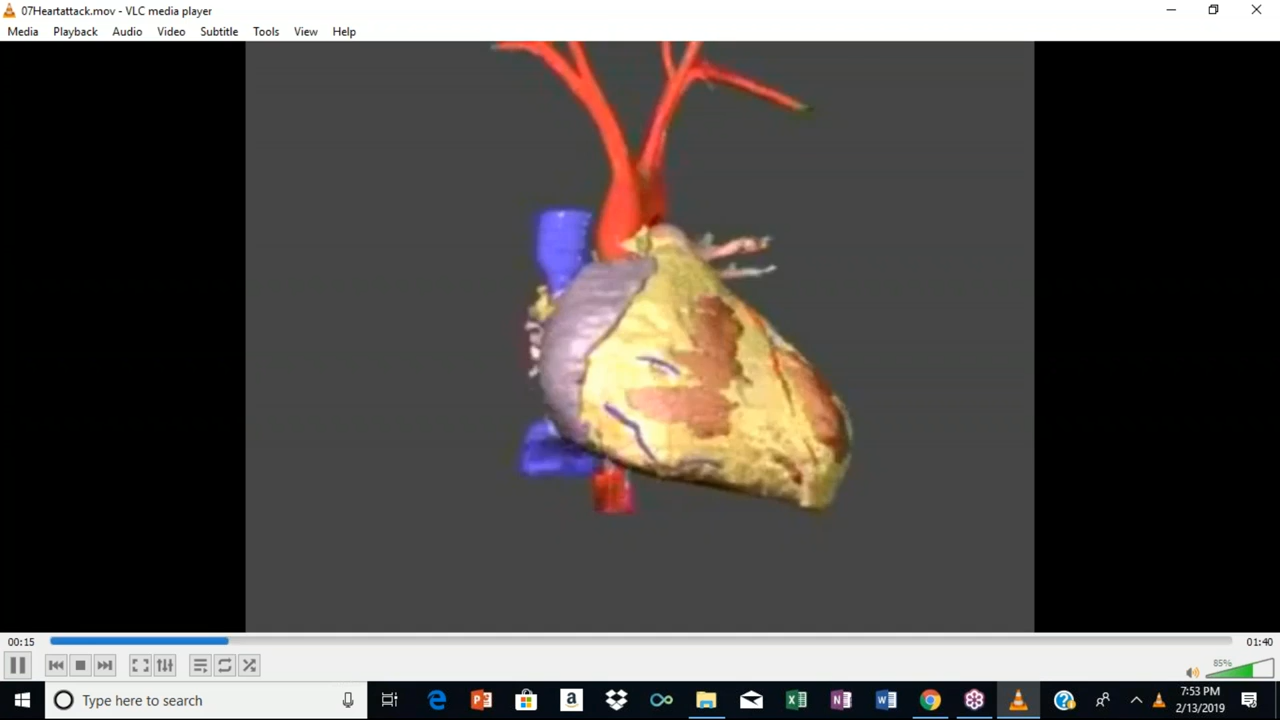 07Heartattack.mov - VLC media player
Media Playback Audio Video Subtitle Tools View Help
00:15 01:40
85%
Type here to search
7:53 PM
2/13/2019